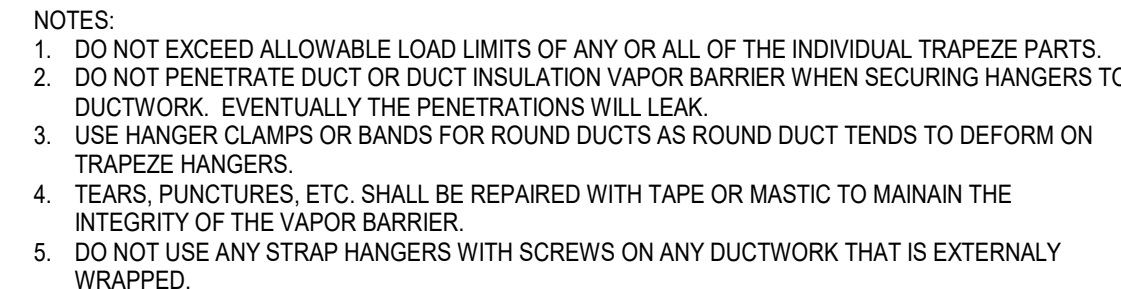 NOTES:
1. DO NOT EXCEED ALLOWABLE LOAD LIMITS OF ANY OR ALL OF THE INDIVIDUAL TRAPEZE PARTS.
2. DO NOT PENETRATE DUCT OR DUCT INSULATION VAPOR BARRIER WHEN SECURING HANGERS TO
DUCTWORK. EVENTUALLY THE PENETRATIONS WILL LEAK.
3. USE HANGER CLAMPS OR BANDS FOR ROUND DUCTS AS ROUND DUCT TENDS TO DEFORM ON
TRAPEZE HANGERS.
4. TEARS, PUNCTURES, ETC. SHALL BE REPAIRED WITH TAPE OR MASTIC TO MAINAIN THE
INTEGRITY OF THE VAPOR BARRIER.
5. DO NOT USE ANY STRAP HANGERS WITH SCREWS ON ANY DUCTWORK THAT IS EXTERNALY
WRAPPED.